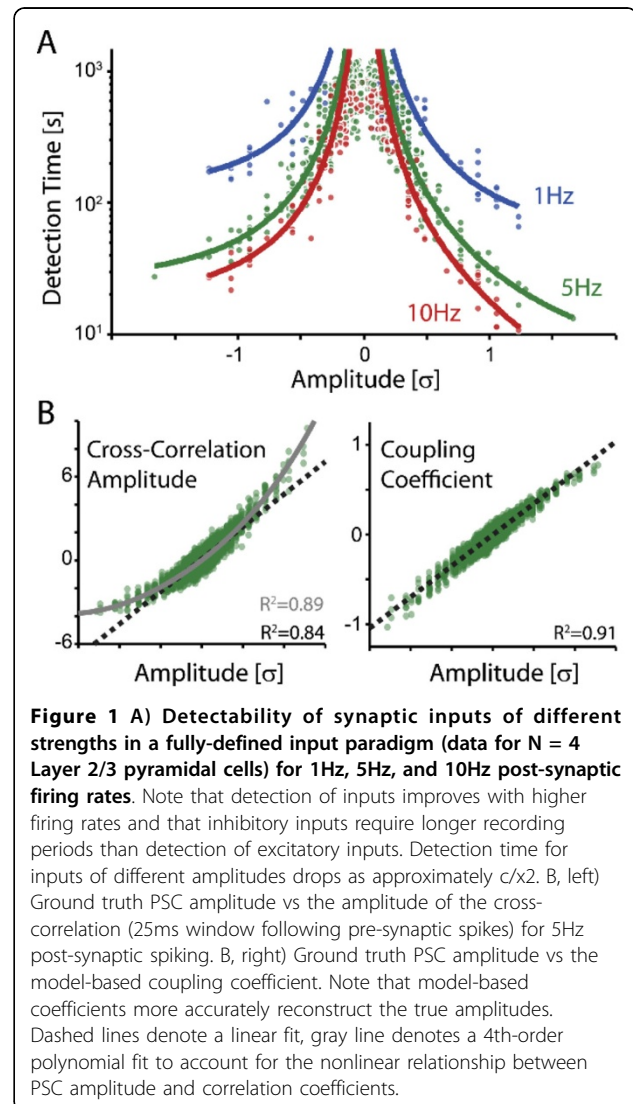 A
Detection Time [s]
10³
10²
10¹
1Hz
5Hz
10Hz
-1
0
1
Amplitude [σ]
B
Cross-Correlation
Amplitude
6
0
-6
R²=0.89
R²=0.84
Amplitude [σ]
Coupling
Coefficient
1
0
-1
R²=0.91
Amplitude [σ]
Figure 1 A) Detectability of synaptic inputs of different
strengths in a fully-defined input paradigm (data for N = 4
Layer 2/3 pyramidal cells) for 1Hz, 5Hz, and 10Hz post-synaptic
firing rates. Note that detection of inputs improves with higher
firing rates and that inhibitory inputs require longer recording
periods than detection of excitatory inputs. Detection time for
inputs of different amplitudes drops as approximately c/x2. B, left)
Ground truth PSC amplitude vs the amplitude of the cross-
correlation (25ms window following pre-synaptic spikes) for 5Hz
post-synaptic spiking. B, right) Ground truth PSC amplitude vs the
model-based coupling coefficient. Note that model-based
coefficients more accurately reconstruct the true amplitudes.
Dashed lines denote a linear fit, gray line denotes a 4th-order
polynomial fit to account for the nonlinear relationship between
PSC amplitude and correlation coefficients.